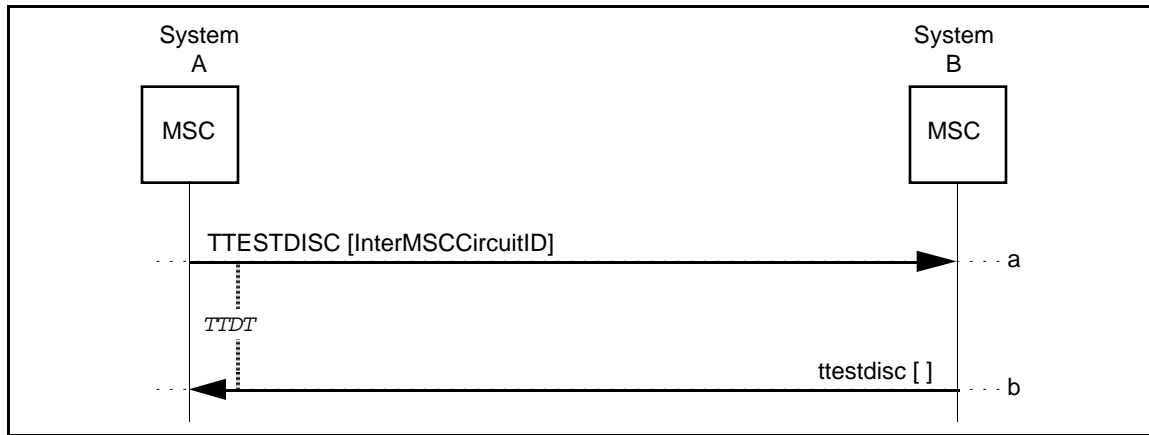 System
A
System
B
MSC
MSC
TTESTDISC [InterMSCCircuitID]
a
TTDT
ttestdisc [ ]
b